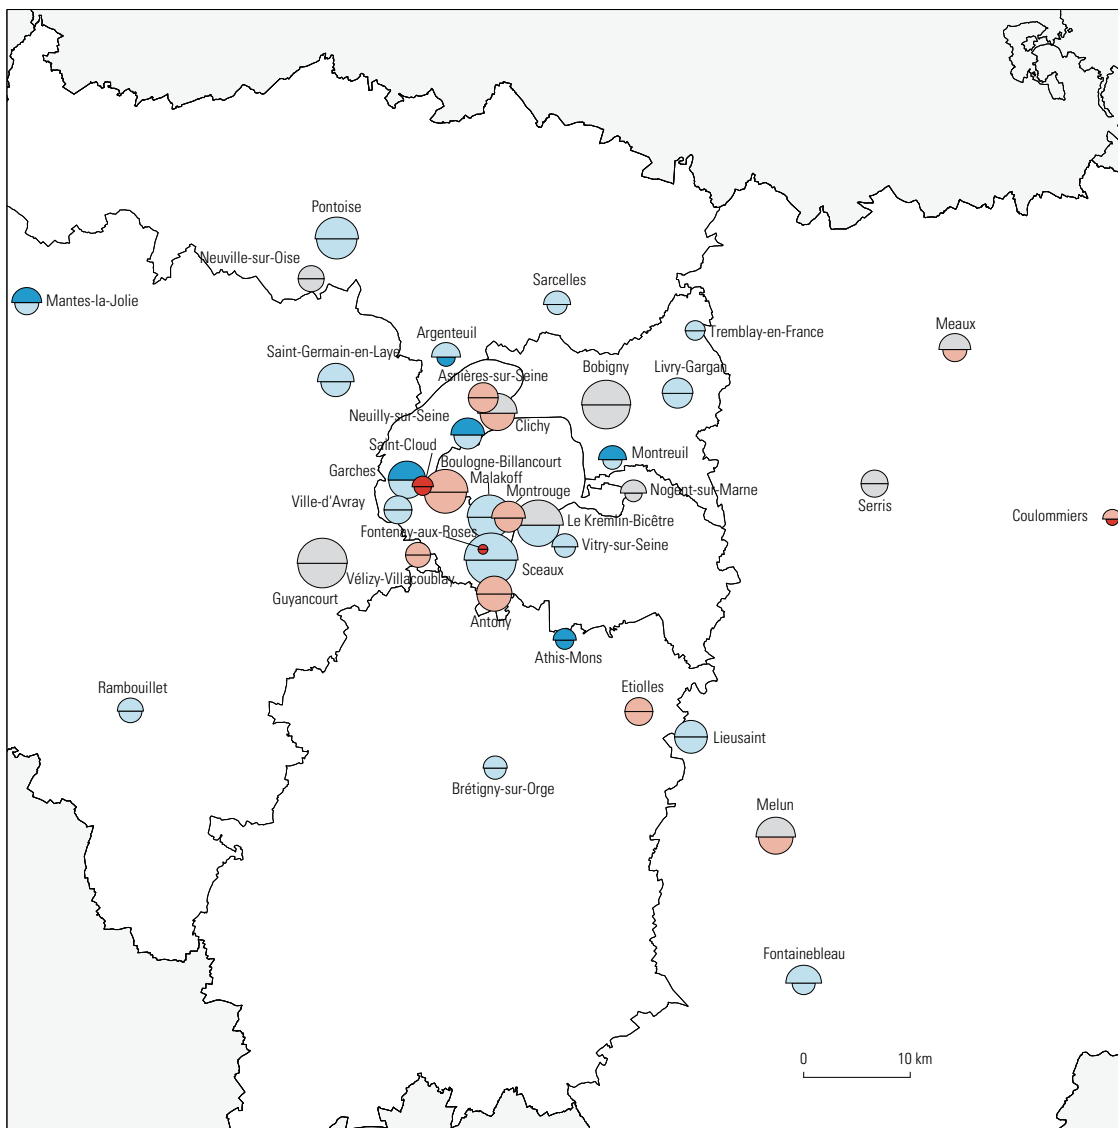 Pontoise
Neuville-sur-Oise
Mantes-la-Jolie
Sarcelles
Tremblay-en-France
Meaux
Argenteuil
Saint-Germain-en-Laye
Asnières-sur-Seine
Bobigny
Livry-Gargan
Neuilly-sur-Seine
Clichy
Saint-Cloud
Montreuil
Boulogne-Billancourt
Garches
Malakoff
Montrouge
Nogent-sur-Marne
Ville-d'Avray
Serris
Coulommiers
Le Kremlin-Bicêtre
Fontenay-aux-Roses
Vitry-sur-Seine
Sceaux
Vélizy-Villacoublay
Guyancourt
Antony
Athis-Mons
Rambouillet
Etiolles
Lieusaint
Brétigny-sur-Orge
Melun
Fontainebleau
0 10 km